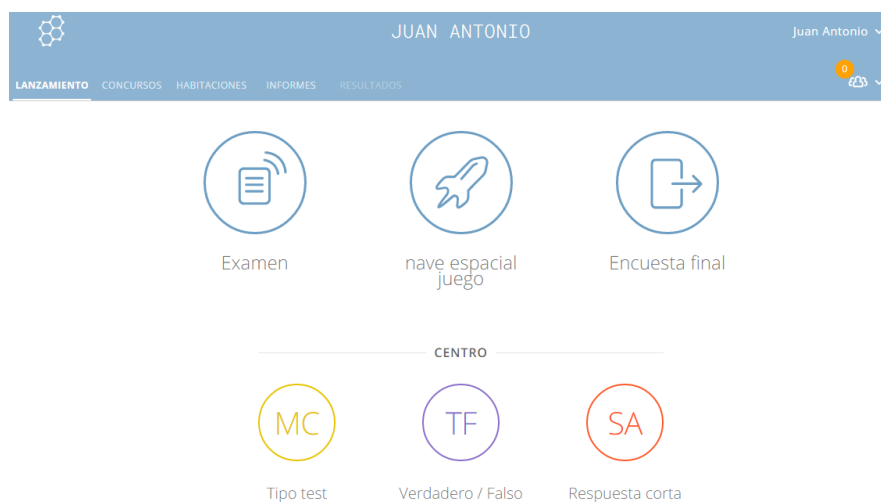 JUAN ANTONIO
Juan Antonio
LANZAMIENTO CONCURSOS HABITACIONES INFORMES RESULTADOS
0
Examen
nave espacial
juego
Encuesta final
CENTRO
MC TF SA
Tipo test Verdadero / Falso Respuesta corta